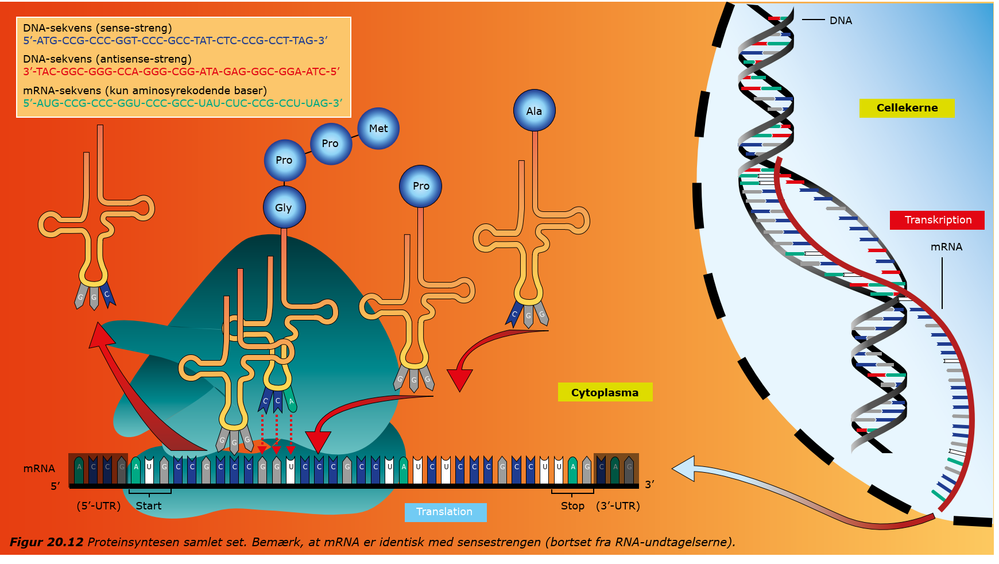 DNA-sekvens (sense-streng)
5′-ATG-CCG-CCC-GGT-CCC-GCC-TAT-CTC-CCG-CCT-TAG-3′
DNA-sekvens (antisense-streng)
3′-TAC-GGC-GGG-CCA-GGG-CGG-ATA-GAG-GGC-GGA-ATC-5′
mRNA-sekvens (kun aminosyrekodende baser)
5′-AUG-CCG-CCC-GGU-CCC-GCC-UAU-CUC-CCG-CCU-UAG-3′
DNA
Cellekerne
Transkription
mRNA
Met
Pro
Pro
Gly
Pro
Ala
G G C
C G G
G G G
C C A
G G G
Cytoplasma
mRNA
A C C G A U G C C G C C C G G U C C C G C C U A U C U C C C G C C U U A G C A G
5′
3′
(5′-UTR)
Start
Stop
(3′-UTR)
Translation
Figur 20.12 Proteinsyntesen samlet set. Bemærk, at mRNA er identisk med sensestrengen (bortset fra RNA-undtagelserne).